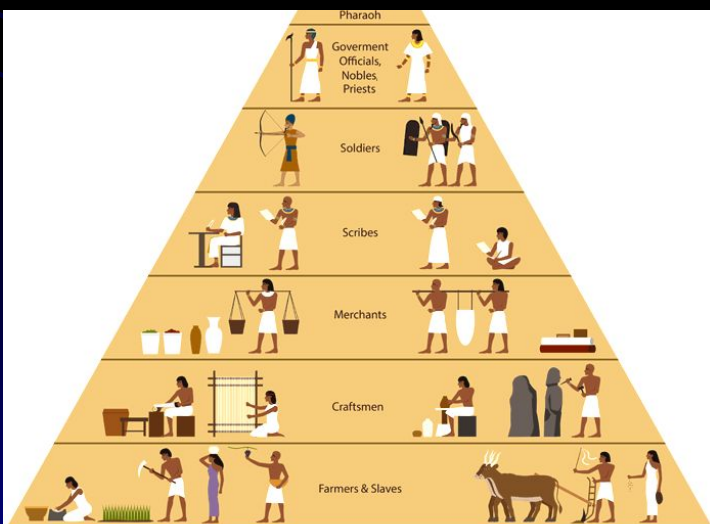 Pharaoh
Goverment
Officials,
Nobles,
Priests
Soldiers
Scribes
Merchants
Craftsmen
Farmers & Slaves